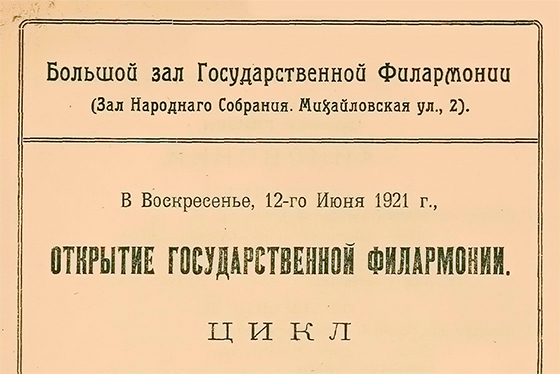 Большой зал Государственной Филармонии
(Зал Народнаго Собрания. Михайловская ул., 2).
В Воскресенье, 12-го Июня 1921 г.,
ОТКРЫТИЕ ГОСУДАРСТВЕННОЙ ФИЛАРМОНИИ.
ЦИКЛ